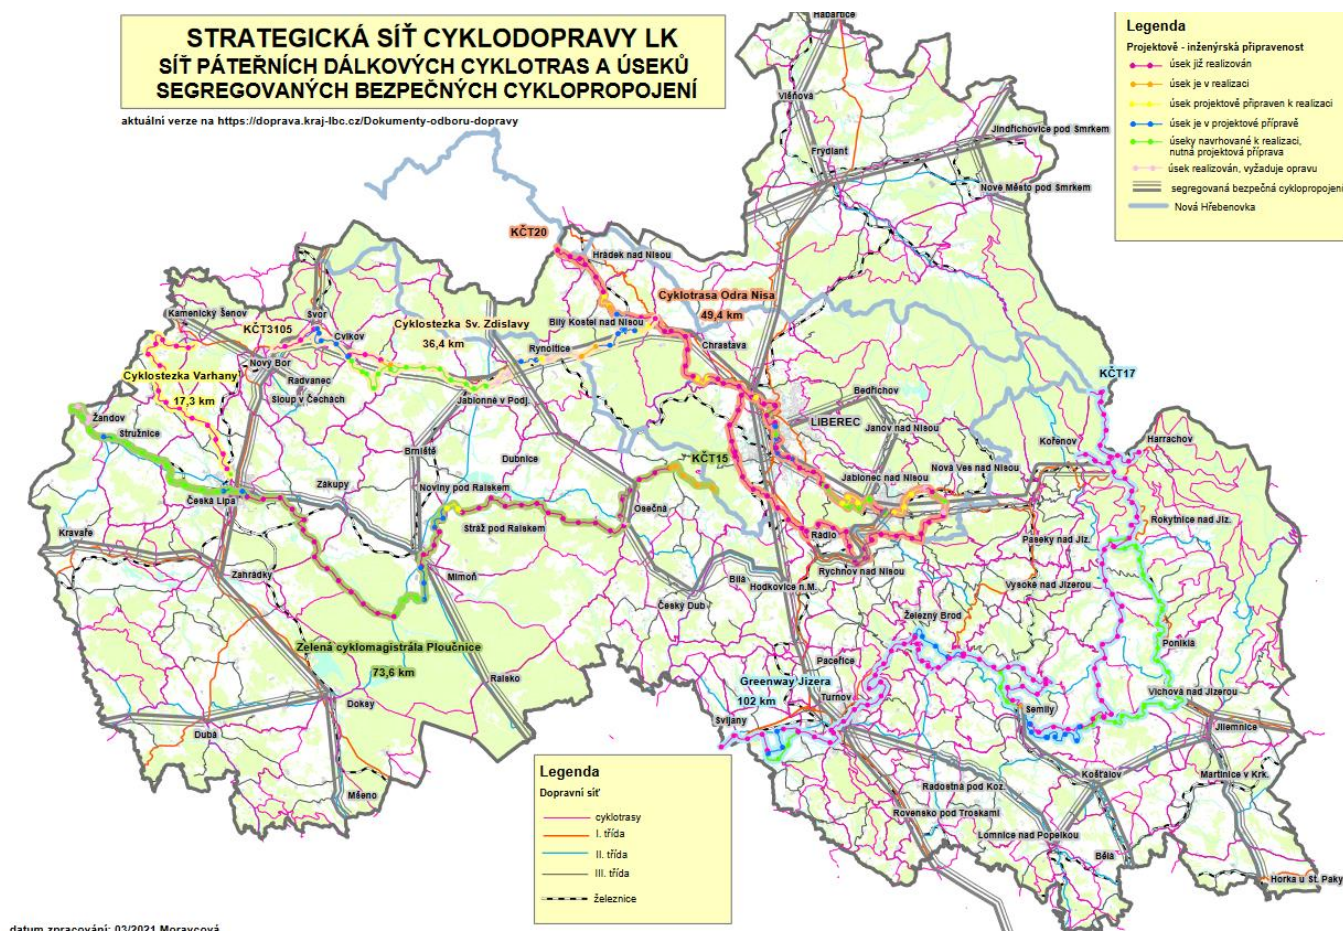 STRATEGICKÁ SÍŤ CYKLODOPRAVY LK
SÍŤ PÁTEŘNÍCH DÁLKOVÝCH CYKLOTRAS A ÚSEKŮ
SEGREGOVANÝCH BEZPEČNÝCH CYKLOPROPOJENÍ
aktuální verze na https://doprava.kraj-lbc.cz/Dokumenty-odboru-dopravy
Legenda
Projektově - inženýrská připravenost
úsek již realizován
úsek je v realizaci
úsek projektově připraven k realizaci
úsek je v projektové přípravě
úseky navrhované k realizaci,
nutná projektová příprava
úsek realizován, vyžaduje opravu
segregovaná bezpečná cyklopropojení
Nová Hřebenovka
Habartice
Višňová
Jindřichovice pod Smrkem
Frýdlant
Nové Město pod Smrkem
KČT20
Hrádek nad Nisou
Cyklotrasa Odra Nisa
49,4 km
Kamenický Šenov
Svor
KČT3105
Cvikov
Cyklostezka Sv. Zdislavy
36,4 km
Bílý Kostel nad Nisou
Rynoltice
Chrastava
Nový Bor
Radvanec
Sloup v Čechách
Jablonné v Podj.
Cyklostezka Varhany
17,3 km
Bedřichov
KČT17
Žandov
Stružnice
LIBEREC
Janov nad Nisou
Kořenov
Harrachov
Brniště
Dubnice
KČT15
Jablonec nad Nisou
Nová Ves nad Nisou
Zákupy
Noviny pod Ralskem
Česká Lípa
Osečná
Stráž pod Ralskem
Kravaře
Rádlo
Rokytnice nad Jiz.
Paseky nad Jiz.
Zahrádky
Mimoň
Bílá
Hodkovice n.M.
Rychnov nad Nisou
Vysoké nad Jizerou
Český Dub
Železný Brod
Zelená cyklomagistrála Ploučnice
73,6 km
Poniklá
Paceřice
Ralsko
Greenway Jizera
102 km
Turnov
Víchová nad Jizerou
Doksy
Semily
Svijany
Jilemnice
Dubá
Legenda
Dopravní síť
cyklotrasy
I. třída
II. třída
III. třída
železnice
Košťálov
Martinice v Krk.
Radostná pod Koz.
Mšeno
Rovensko pod Troskami
Lomnice nad Popelkou
Bělá
Horka u St. Paky
datum zpracování: 03/2021 Moravcová